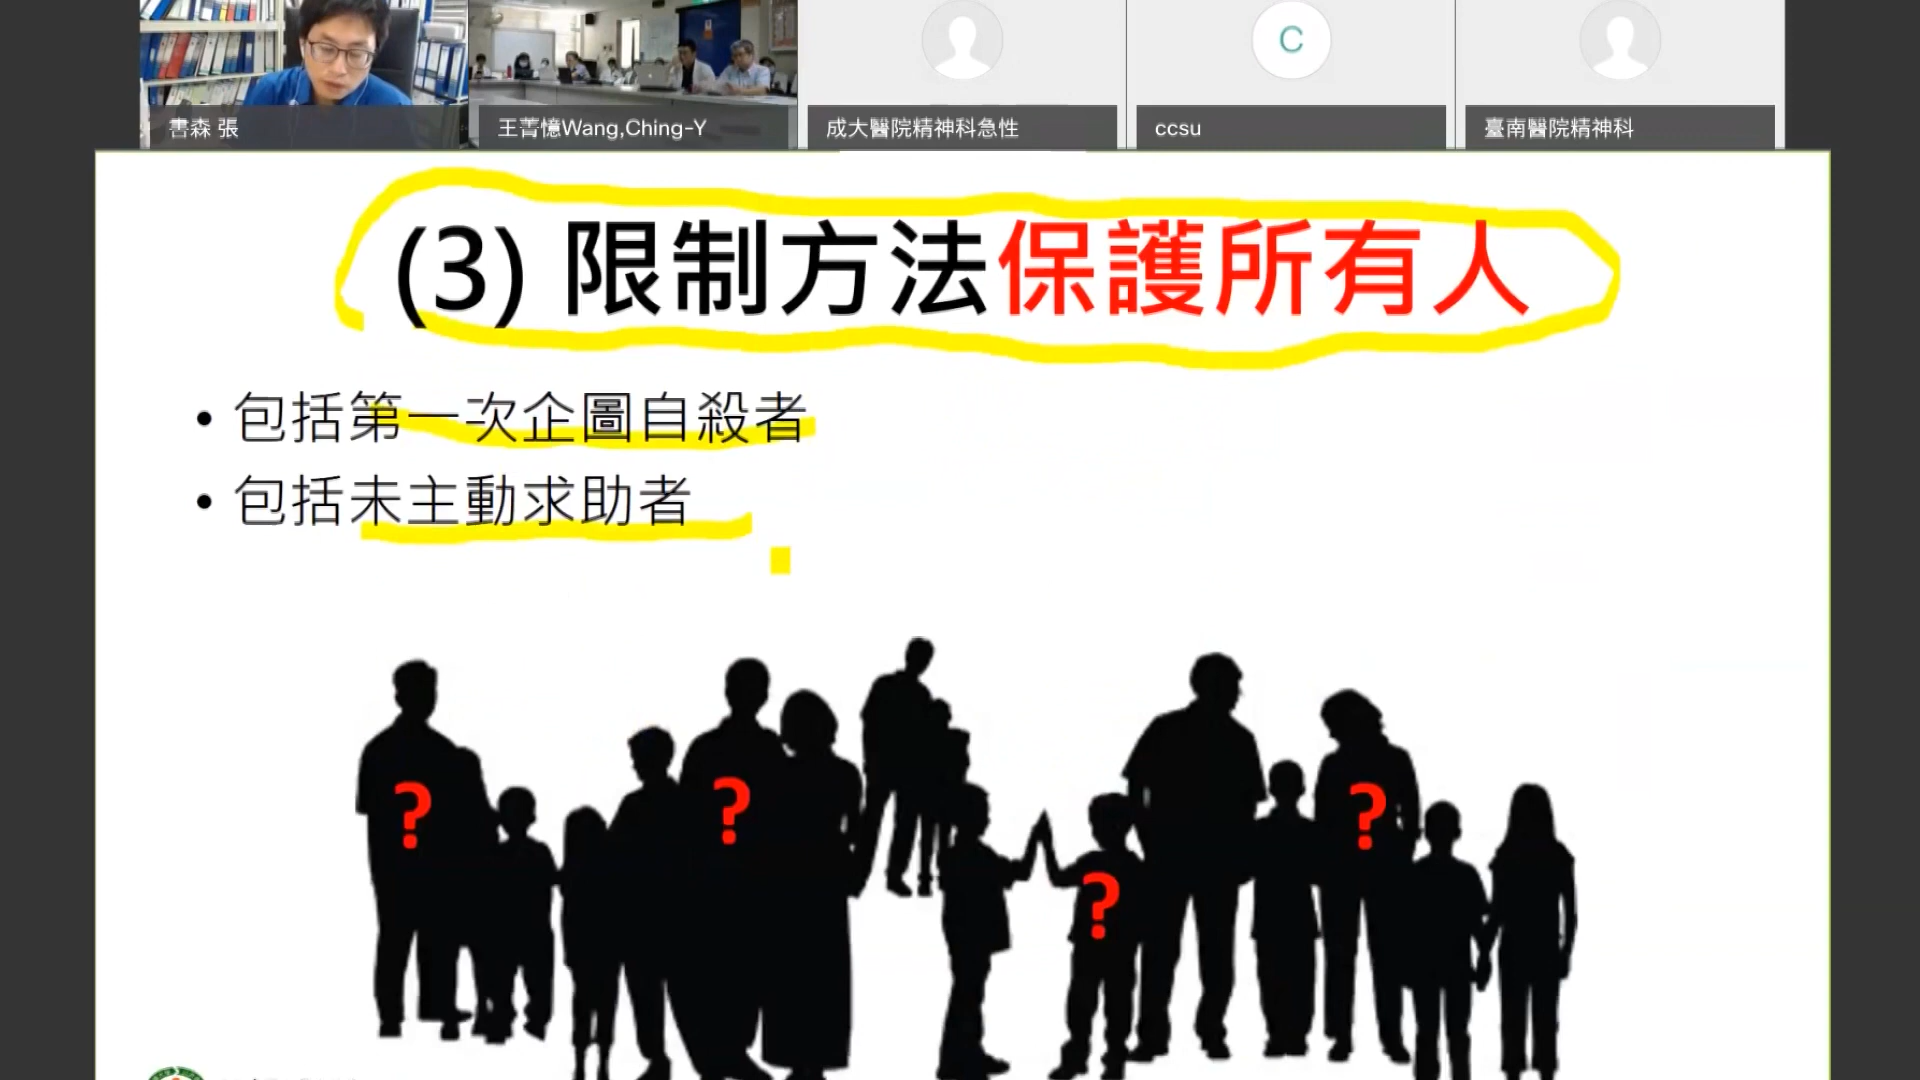 書森 張
王菁憶Wang,Ching-Y
成大醫院精神科急性
C
ccsu
臺南醫院精神科
(3) 限制方法保護所有人
• 包括第一次企圖自殺者
• 包括未主動求助者
?
?
?
?